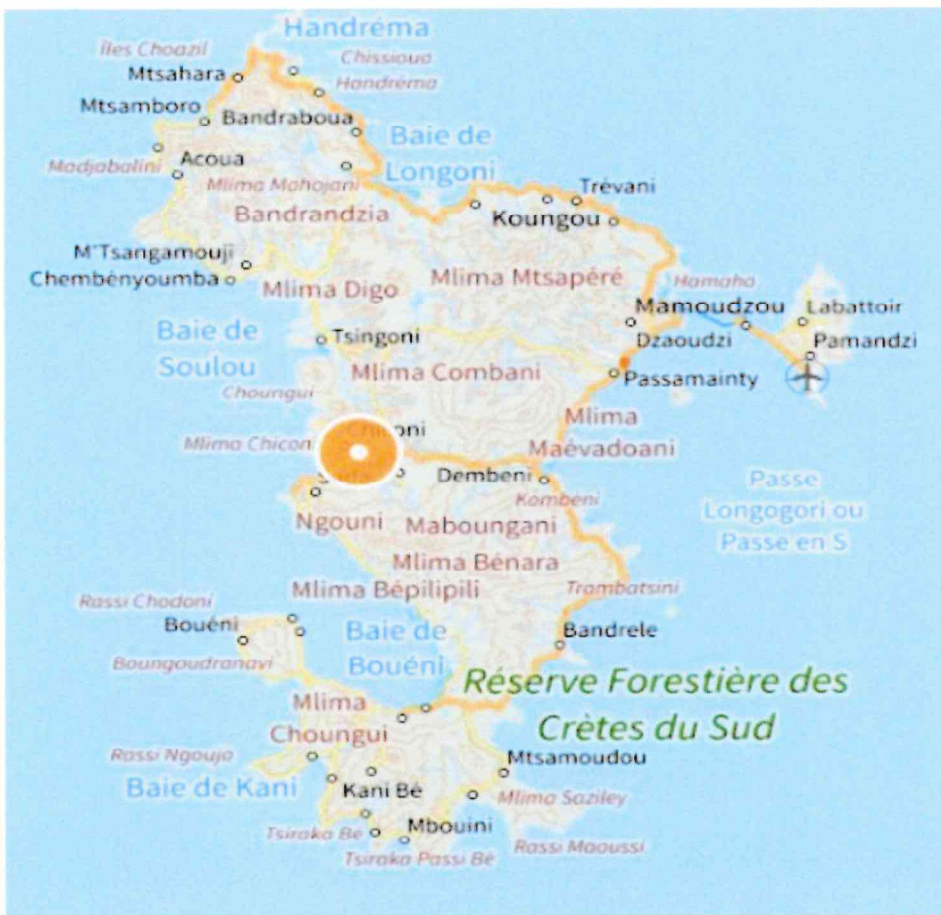 Handréma
Îles Choazil
Chissioua
Mtsahara
Handréma
Mtsamboro
Bandraboua
Baie de
Longoni
Madjabalini
Acoua
Mlima Mahojani
Trévani
Bandrandzia
Koungou
M'Tsangamouji
Chembényoumba
Mlima Digo
Mlima Mtsapéré
Hamaha
Mamoudzou
Labattoir
Baie de
Soulou
Tsingoni
Dzaoudzi
Pamandzi
Mlima Combani
Passamainty
Choungui
Mlima
Maévadoani
Mlima Chicon
Dembeni
Kombeni
Passe
Longogori ou
Passe en S
Ngouni
Maboungani
Mlima Bénara
Trambatsini
Mlima Bépilipili
Rassi Chodoni
Bouéni
Baie de
Bouéni
Bandrele
Boungoudranavi
Réserve Forestière des
Crètes du Sud
Mlima
Choungui
Rassi Ngoujo
Mtsamoudou
Baie de Kani
Kani Bé
Mlima Saziley
Tsiraka Bé
Mbouini
Rassi Maoussi
Tsiraka Passi Bé